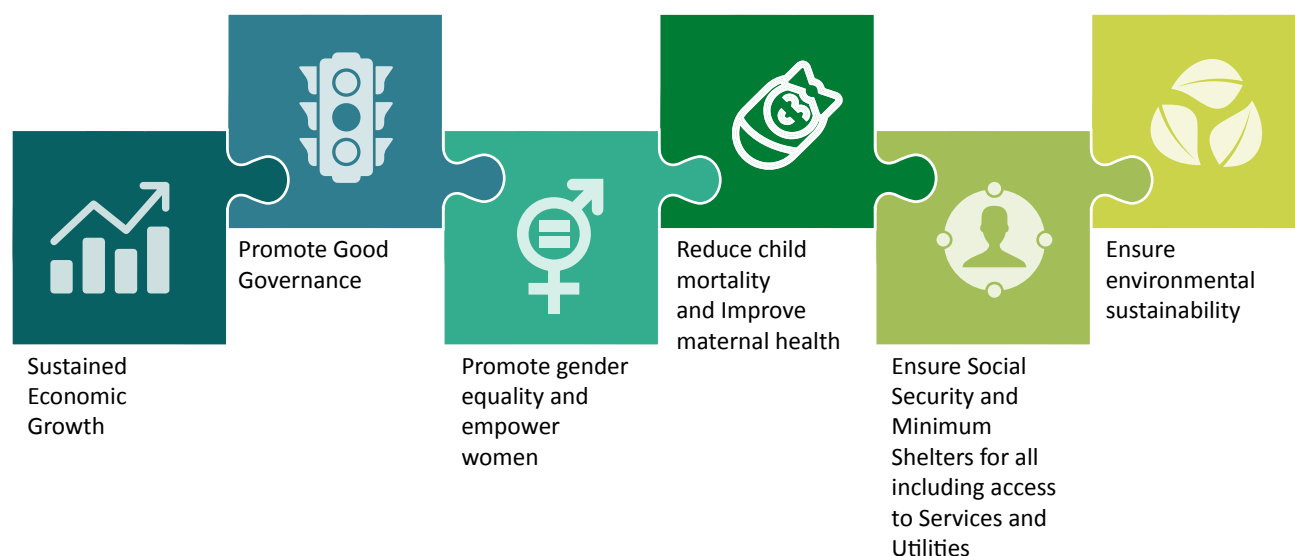 Sustained
Economic
Growth
Promote Good
Governance
Promote gender
equality and
empower
women
Reduce child
mortality
and Improve
maternal health
Ensure Social
Security and
Minimum
Shelters for all
including access
to Services and
Utilities
Ensure
environmental
sustainability